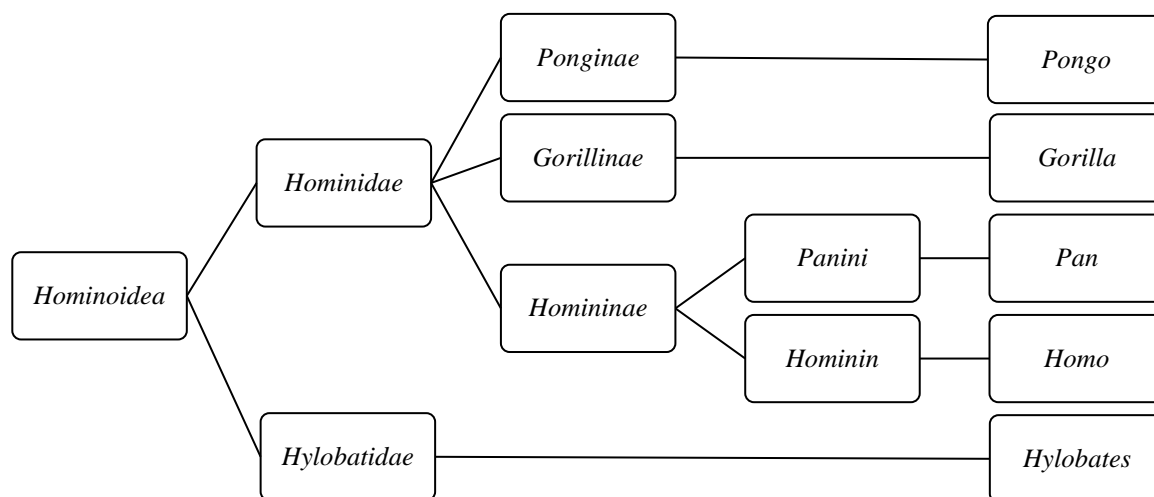 Ponginae
Pongo
Gorillinae
Gorilla
Hominidae
Panini
Pan
Hominoidea
Homininae
Hominin
Homo
Hylobatidae
Hylobates